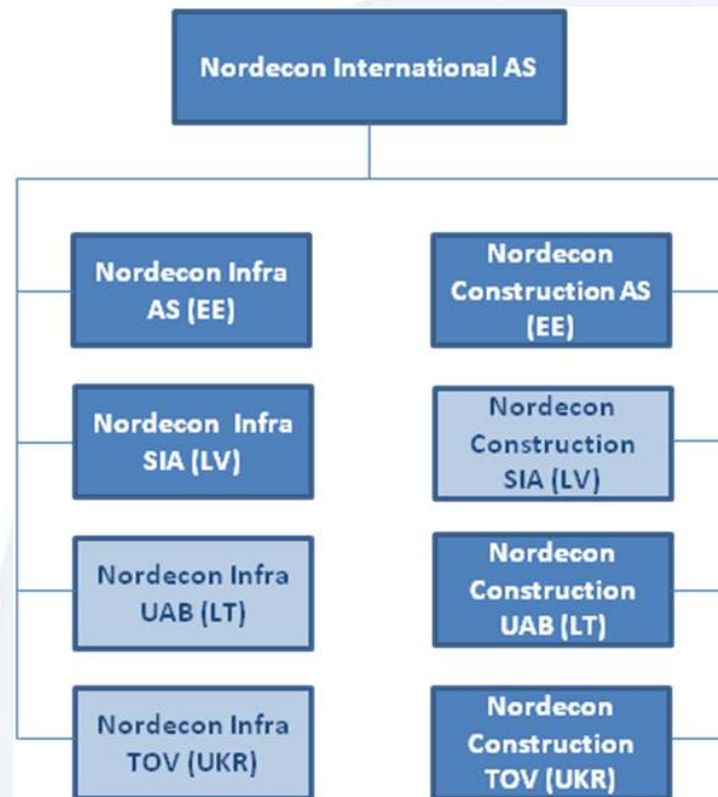 Nordecon International AS
Nordecon Infra
AS (EE)
Nordecon
Construction AS
(EE)
Nordecon Infra
SIA (LV)
Nordecon
Construction
SIA (LV)
Nordecon Infra
UAB (LT)
Nordecon
Construction
UAB (LT)
Nordecon Infra
TOV (UKR)
Nordecon
Construction
TOV (UKR)